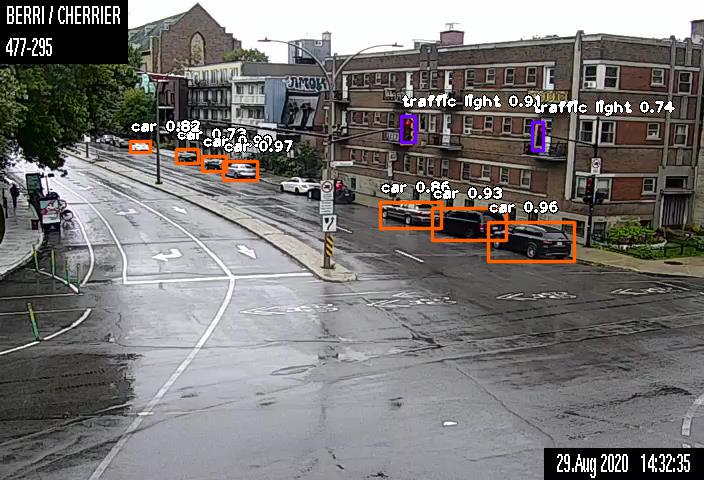 BERRI / CHERRIER
477-295
traffic light 0.91
traffic light 0.74
car 0.82
car 0.73
car 0.97
car 0.86
car 0.93
car 0.96
29.Aug 2020 14:32:35